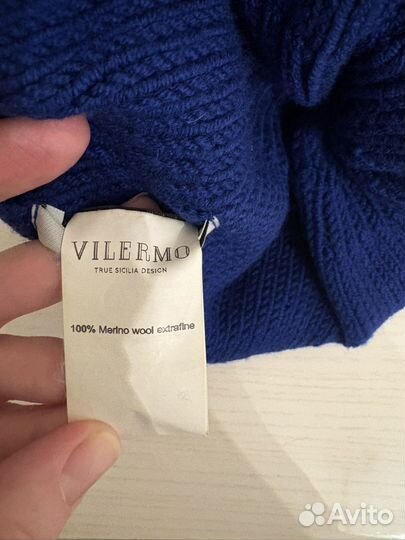 VILERMO
TRUE SICILIA DESIGN
100% Merino wool extrafine
Avito